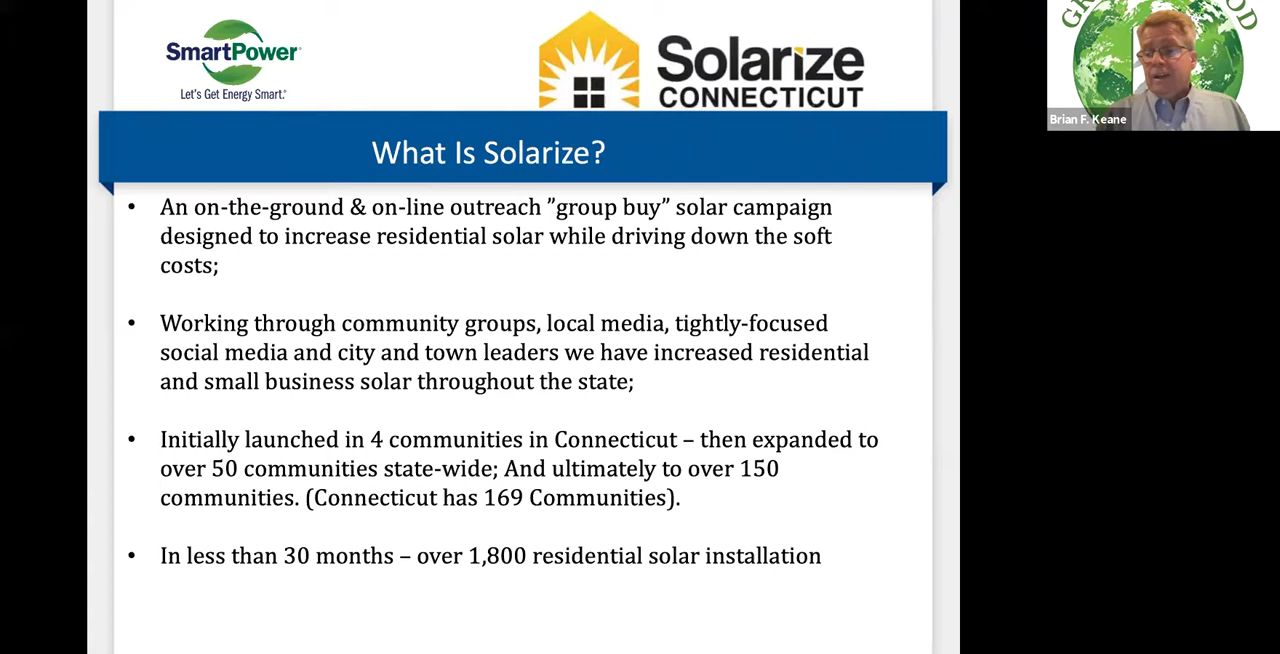 SmartPower
Let's Get Energy Smart.
Solarize
CONNECTICUT
What Is Solarize?
• An on-the-ground & on-line outreach ”group buy” solar campaign
designed to increase residential solar while driving down the soft
costs;
• Working through community groups, local media, tightly-focused
social media and city and town leaders we have increased residential
and small business solar throughout the state;
• Initially launched in 4 communities in Connecticut – then expanded to
over 50 communities state-wide; And ultimately to over 150
communities. (Connecticut has 169 Communities).
• In less than 30 months – over 1,800 residential solar installation
Brian F. Keane